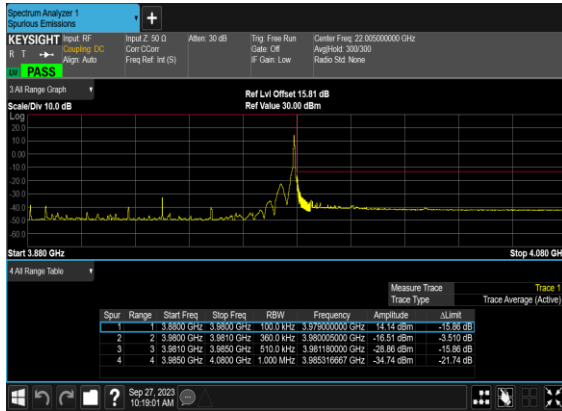 Spectrum Analyzer 1
Spurious Emissions
+
KEYSIGHT Input: RF Input Z: 50 Ω Atten: 30 dB Trig: Free Run Center Freq: 22.005000000 GHz
R T Coupling: DC Corr CCorr Gate: Off Avg|Hold: 300/300
Align: Auto Freq Ref: Int (S) IF Gain: Low Radio Std: None
PASS
3 All Range Graph
Ref Lvl Offset 15.81 dB
Scale/Div 10.0 dB Ref Value 30.00 dBm
Log
20.0
10.0
0.00
-10.0
-20.0
-30.0
-40.0
-50.0
-60.0
Start 3.880 GHz Stop 4.080 GH
4 All Range Table
Measure Trace Trace 1
Trace Type Trace Average (Active)
Spur Range Start Freq Stop Freq RBW Frequency Amplitude ΔLimit
1 1 3.8800 GHz 3.9800 GHz 100.0 kHz 3.979000000 GHz 14.14 dBm -15.86 dB
2 2 3.9800 GHz 3.9810 GHz 360.0 kHz 3.980005000 GHz -16.51 dBm -3.510 dB
3 3 3.9810 GHz 3.9850 GHz 510.0 kHz 3.981180000 GHz -28.86 dBm -15.86 dB
4 4 3.9850 GHz 4.0800 GHz 1.000 MHz 3.985316667 GHz -34.74 dBm -21.74 dB
? Sep 27, 2023
10:19:01 AM